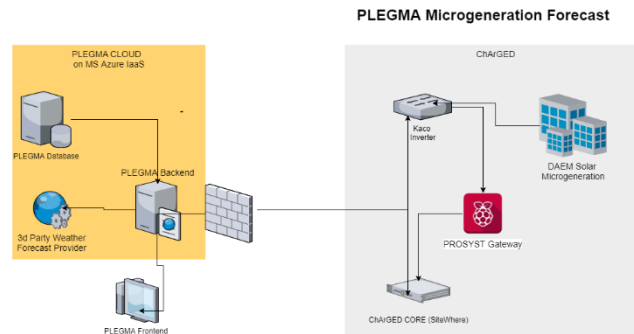 PLEGMA Microgeneration Forecast
PLEGMA CLOUD
on MS Azure IaaS
ChArGED
PLEGMA Database
PLEGMA Backend
3d Party Weather
Forecast Provider
PLEGMA Frontend
Kaco
Inverter
DAEM Solar
Microgeneration
PROSYST Gateway
ChArGED CORE (SiteWhere)